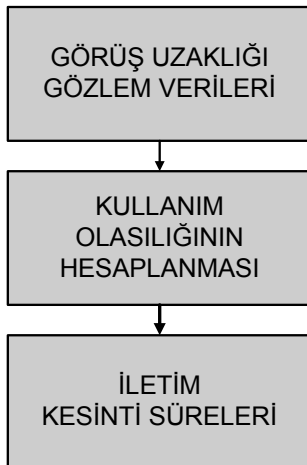 GÖRÜŞ UZAKLIĞI
GÖZLEM VERİLERİ
KULLANIM
OLASILIĞININ
HESAPLANMASI
İLETİM
KESİNTİ SÜRELERİ